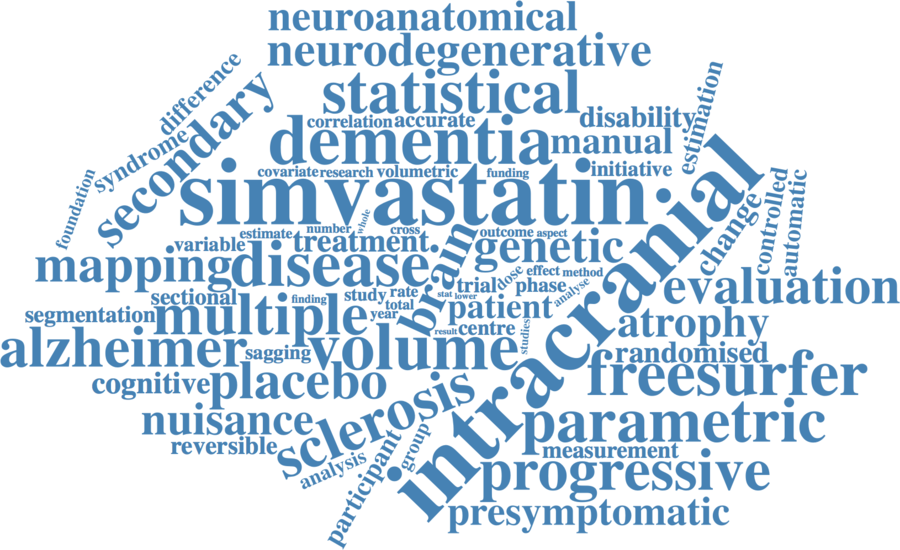 neuroanatomical
neurodegenerative
difference
statistical
estimation
secondary
correlation
accurate
disability
dementia
manual
syndrome
covariate
research
volumetric
funding
initiative
foundation
simvastatin
intracranial
controlled
automatic
change
whole
number
cross
estimate
variable
treatment
brain
outcome
aspect
genetic
mapping
disease
dose
effect
method
trial
phase
analyse
evaluation
sectional
finding
study
rate
total
year
stat
lower
patient
segmentation
multiple
result
centre
studies
atrophy
alzheimer
sagging
volume
randomised
cognitive
placebo
freesurfer
nuisance
sclerosis
parametric
reversible
group
measurement
analysis
participant
progressive
presymptomatic